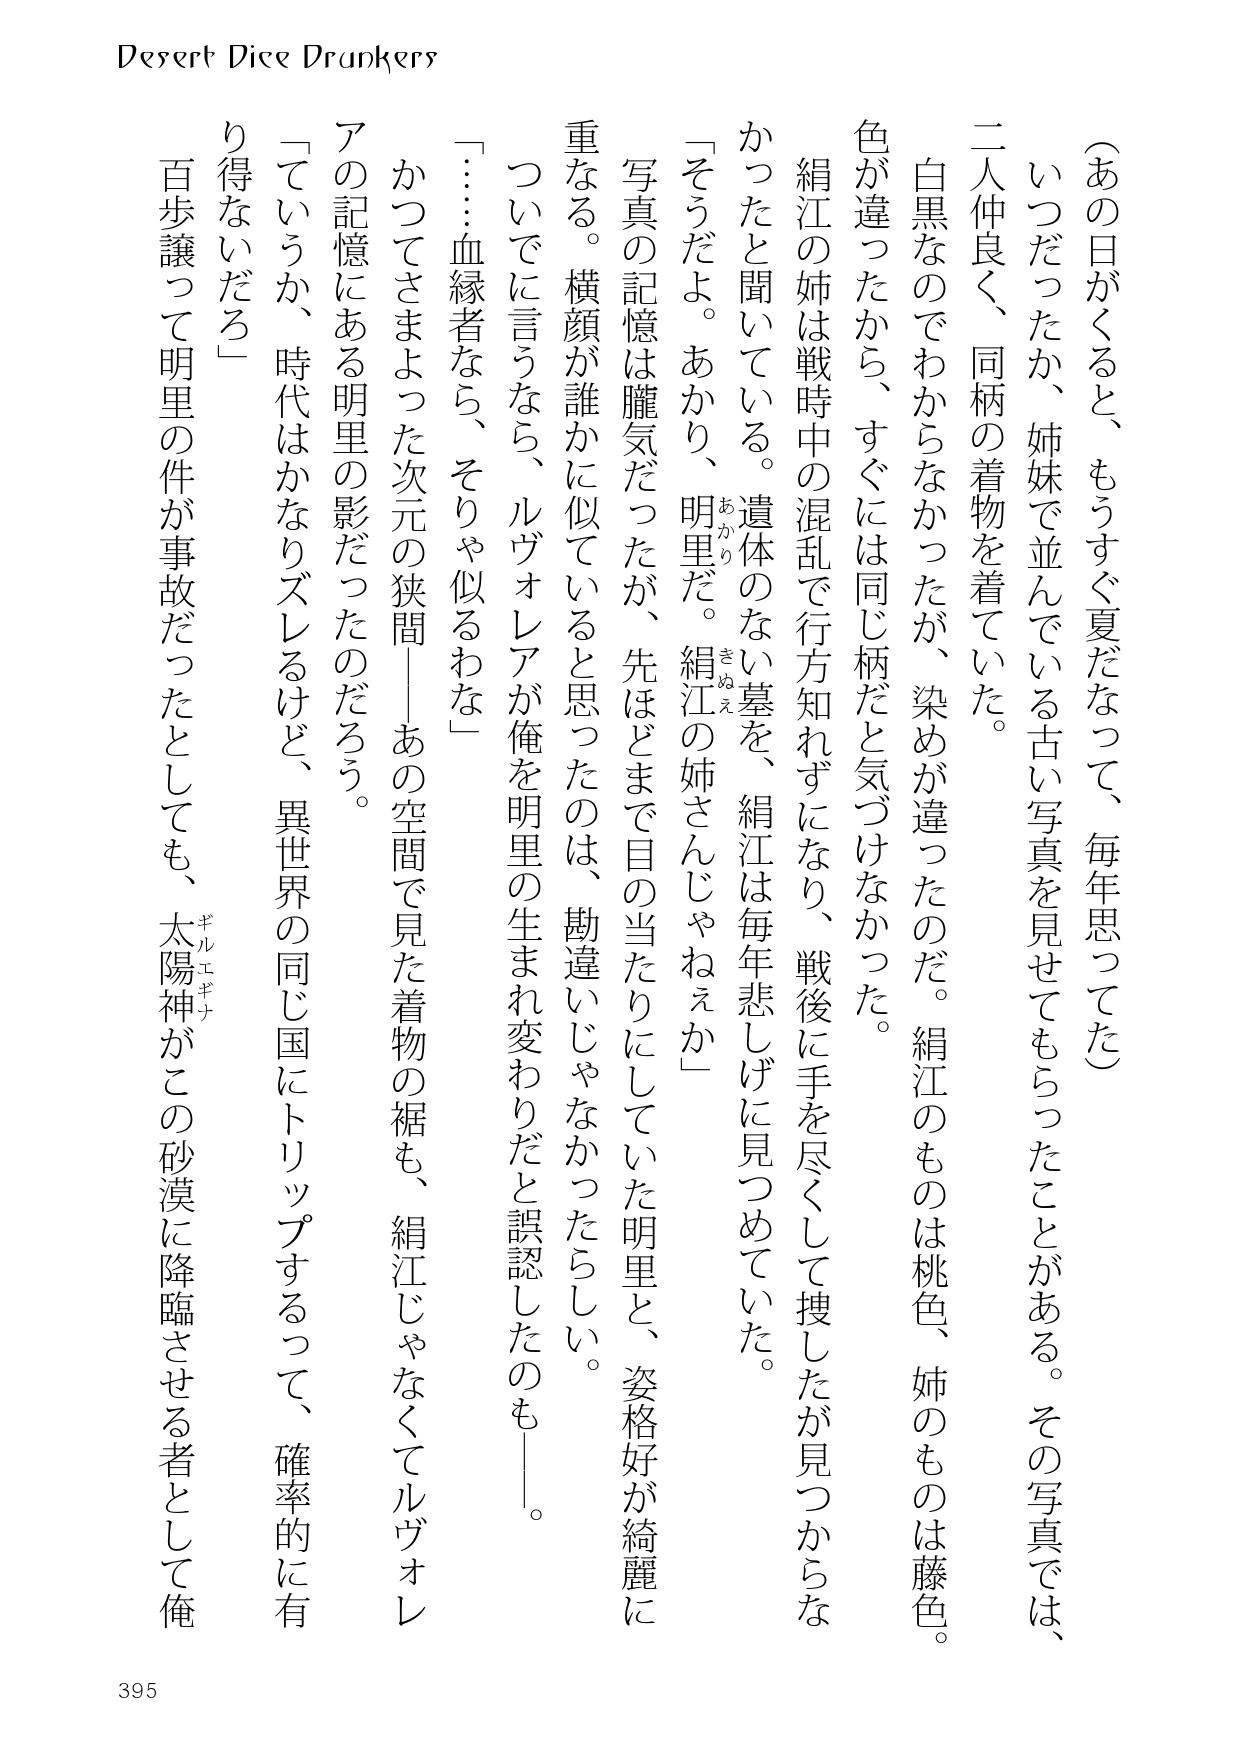 Desert Dice Drunkers
（あの日がくると、もうすぐ夏だなって、毎年思ってた）
　いつだったか、姉妹で並んでいる古い写真を見せてもらったことがある。その写真では、
二人仲良く、同柄の着物を着ていた。
　白黒なのでわからなかったが、染めが違ったのだ。絹江のものは桃色、姉のものは藤色。
色が違ったから、すぐには同じ柄だと気づけなかった。
　絹江の姉は戦時中の混乱で行方知れずになり、戦後に手を尽くして捜したが見つからな
かったと聞いている。遺体のない墓を、絹江は毎年悲しげに見つめていた。
「そうだよ。あかり、明里（あかり）だ。絹江（きぬえ）の姉さんじゃねぇか」
　写真の記憶は朧気だったが、先ほどまで目の当たりにしていた明里と、姿格好が綺麗に
重なる。横顔が誰かに似ていると思ったのは、勘違いじゃなかったらしい。
　ついでに言うなら、ルヴォレアが俺を明里の生まれ変わりだと誤認したのも――。
「……血縁者なら、そりゃ似るわな」
　かつてさまよった次元の狭間――あの空間で見た着物の裾も、絹江じゃなくてルヴォレ
アの記憶にある明里の影だったのだろう。
「ていうか、時代はかなりズレるけど、異世界の同じ国にトリップするって、確率的に有
り得ないだろ」
　百歩譲って明里の件が事故だったとしても、太陽神（ギルエギナ）がこの砂漠に降臨させる者として俺
395